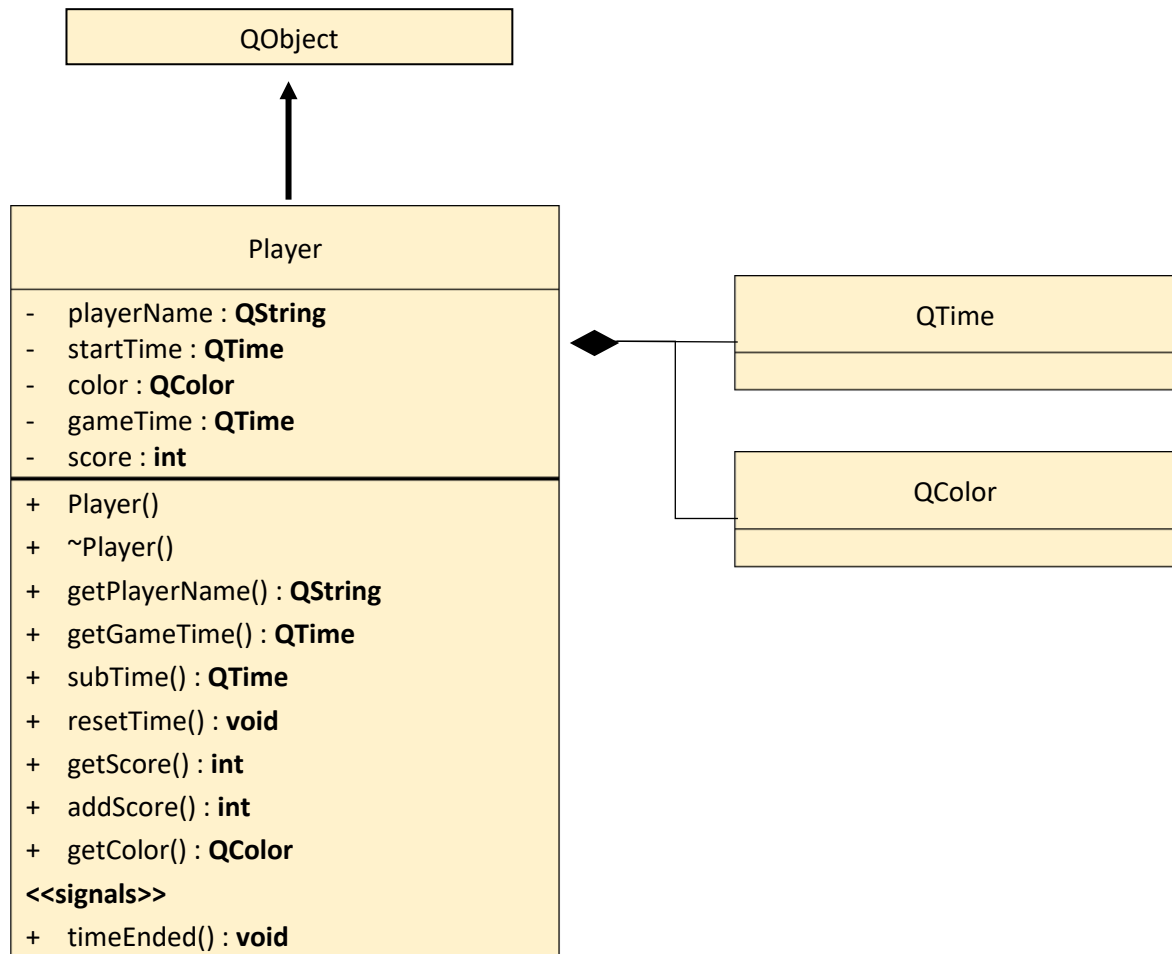 QObject
Player
- playerName : QString
- startTime : QTime
- color : QColor
- gameTime : QTime
- score : int
+ Player()
+ ~Player()
+ getPlayerName() : QString
+ getGameTime() : QTime
+ subTime() : QTime
+ resetTime() : void
+ getScore() : int
+ addScore() : int
+ getColor() : QColor
<<signals>>
+ timeEnded() : void
QTime
QColor